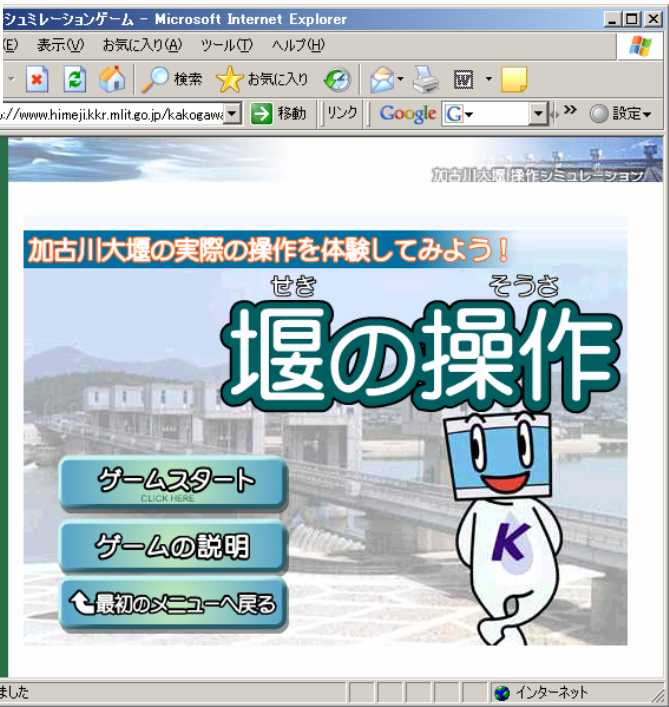 シュミレーションゲーム - Microsoft Internet Explorer
(E) 表示(V) お気に入り(A) ツール(T) ヘルプ(H)
検索 お気に入り
://www.himeji.kkr.mlit.go.jp/kakogawa 移動 リンク Google G 設定
加古川大堰 操作シミュレーション
加古川大堰の実際の操作を体験してみよう!
せき そうさ
堰の操作
ゲームスタート
CLICK HERE
ゲームの説明
最初のメニューへ戻る
K
ました インターネット